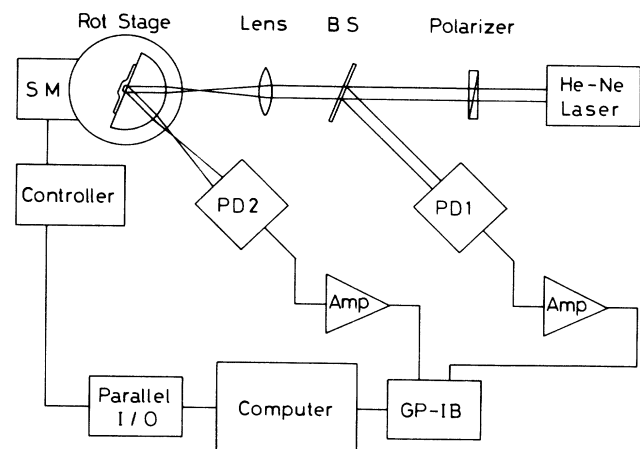 Rot Stage
Lens
B S
Polarizer
S M
He-Ne
Laser
Controller
PD2
PD1
Amp
Amp
Parallel
I/O
Computer
GP-IB